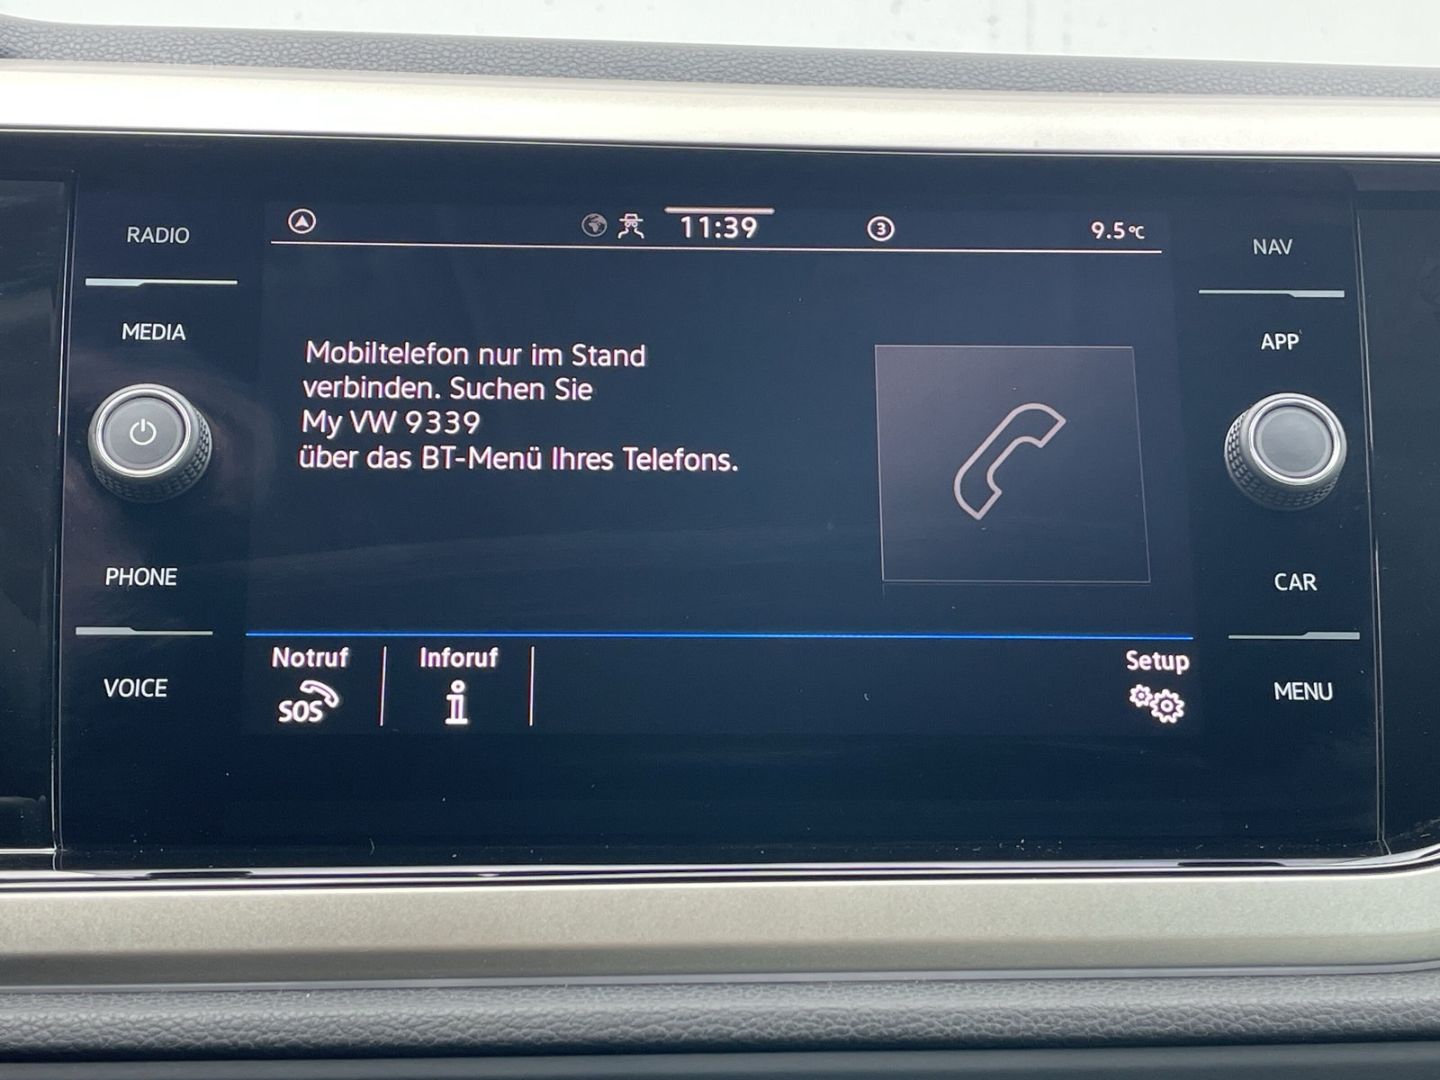 RADIO
11:39
3
9.5°C
NAV
MEDIA
APP
Mobiltelefon nur im Stand
verbinden. Suchen Sie
My VW 9339
über das BT-Menü Ihres Telefons.
PHONE
CAR
Notruf
Inforuf
Setup
SOS
VOICE
MENU